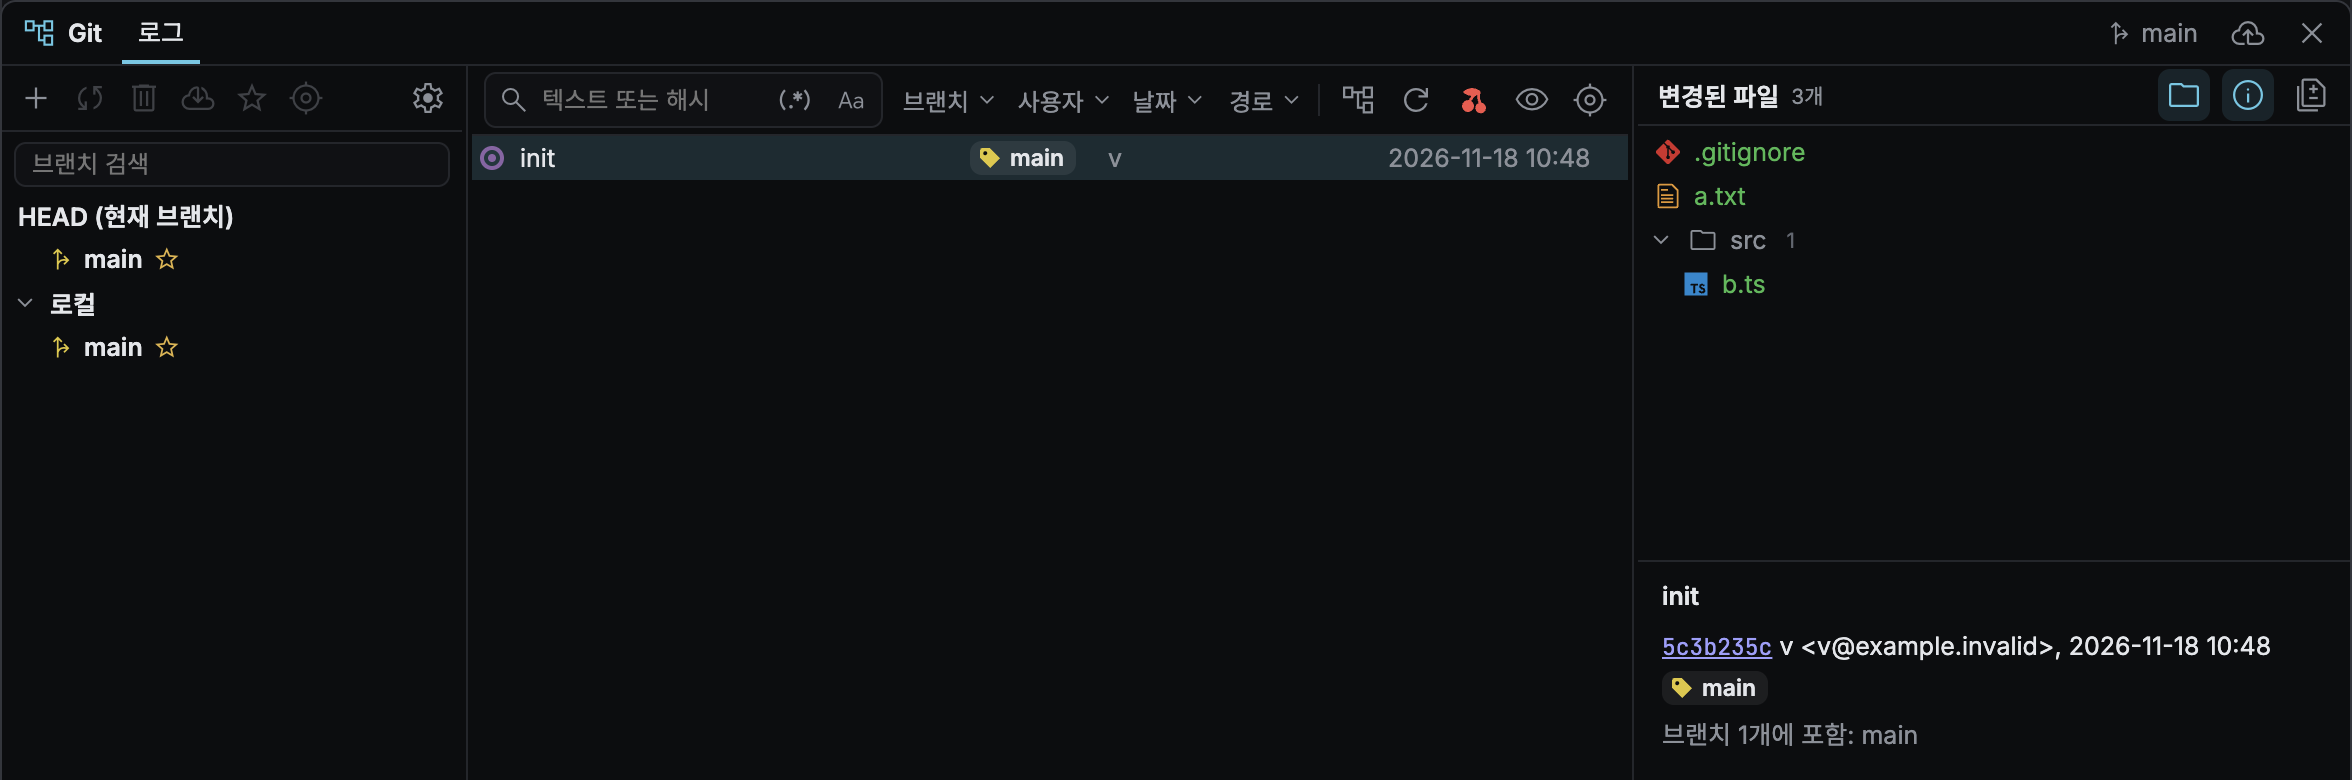 Git 로그 main
텍스트 또는 해시 (.*) Aa 브랜치 사용자 날짜 경로
변경된 파일 3개
브랜치 검색
HEAD (현재 브랜치)
main
로컬
main
init main v 2026-11-18 10:48
.gitignore
a.txt
src 1
TS b.ts
init
5c3b235c v <v@example.invalid>, 2026-11-18 10:48
main
브랜치 1개에 포함: main